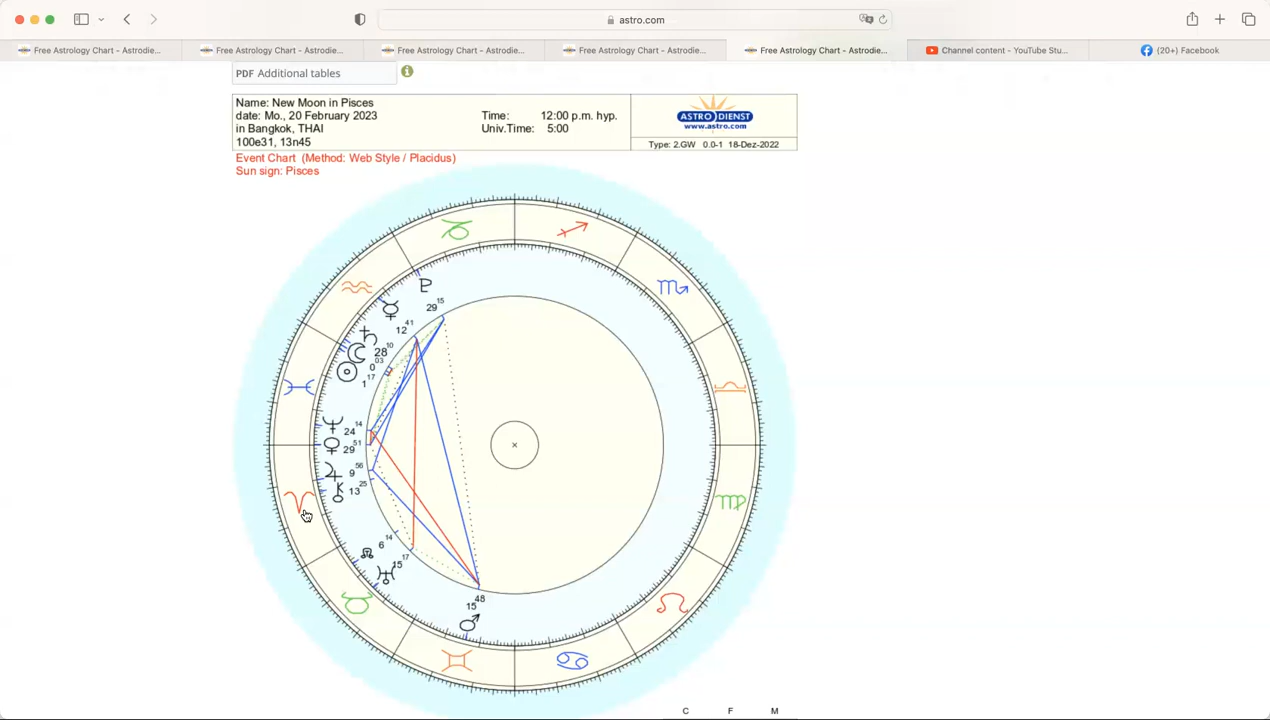 astro.com
Free Astrology Chart - Astrodie...
Free Astrology Chart - Astrodie...
Free Astrology Chart - Astrodie...
Free Astrology Chart - Astrodie...
Free Astrology Chart - Astrodie...
Channel content - YouTube Stu...
(20+) Facebook
PDF Additional tables
Name: New Moon in Pisces
date: Mo., 20 February 2023
in Bangkok, THAI
100e31, 13n45
Time: 12:00 p.m. hyp.
Univ.Time: 5:00
ASTRO DIENST
www.astro.com
Type: 2.GW 0.0-1 18-Dez-2022
Event Chart (Method: Web Style / Placidus)
Sun sign: Pisces
29 15
12 41
28 10
0 03
1 17
24 14
29 51
9 56
13 25
6 14
15 17
15 48
C F M